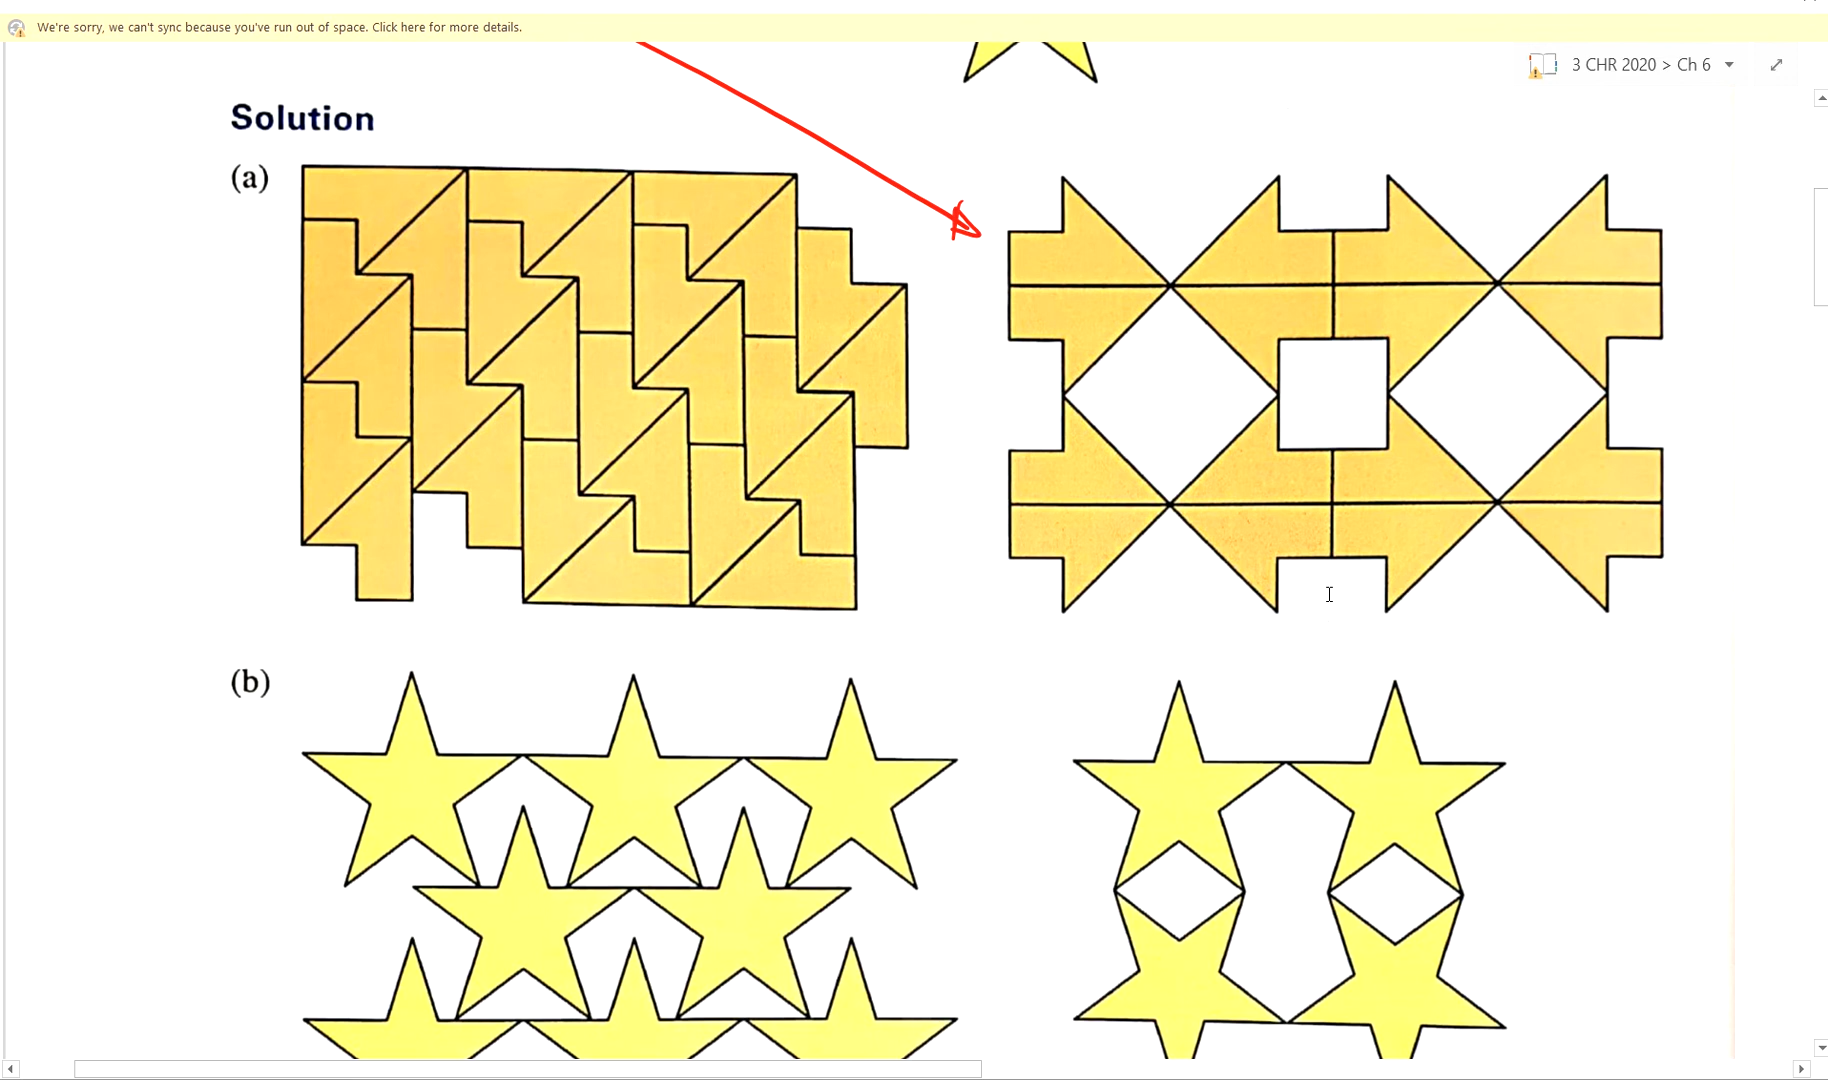 We're sorry, we can't sync because you've run out of space. Click here for more details.
3 CHR 2020 > Ch 6
Solution
(a)
(b)